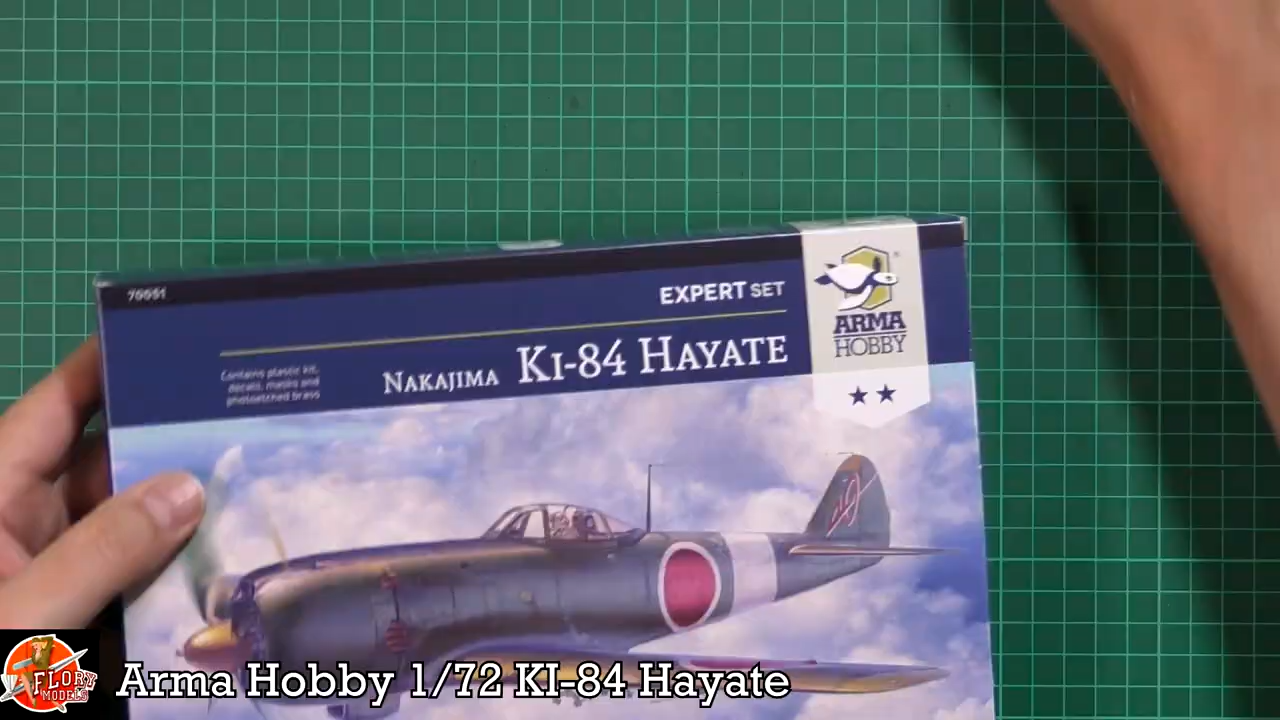 70051
EXPERT SET
ARMA
HOBBY
Contains plastic kit,
decals, masks and
photoetched brass
NAKAJIMA KI-84 HAYATE
FLORY
MODELS
Arma Hobby 1/72 KI-84 Hayate